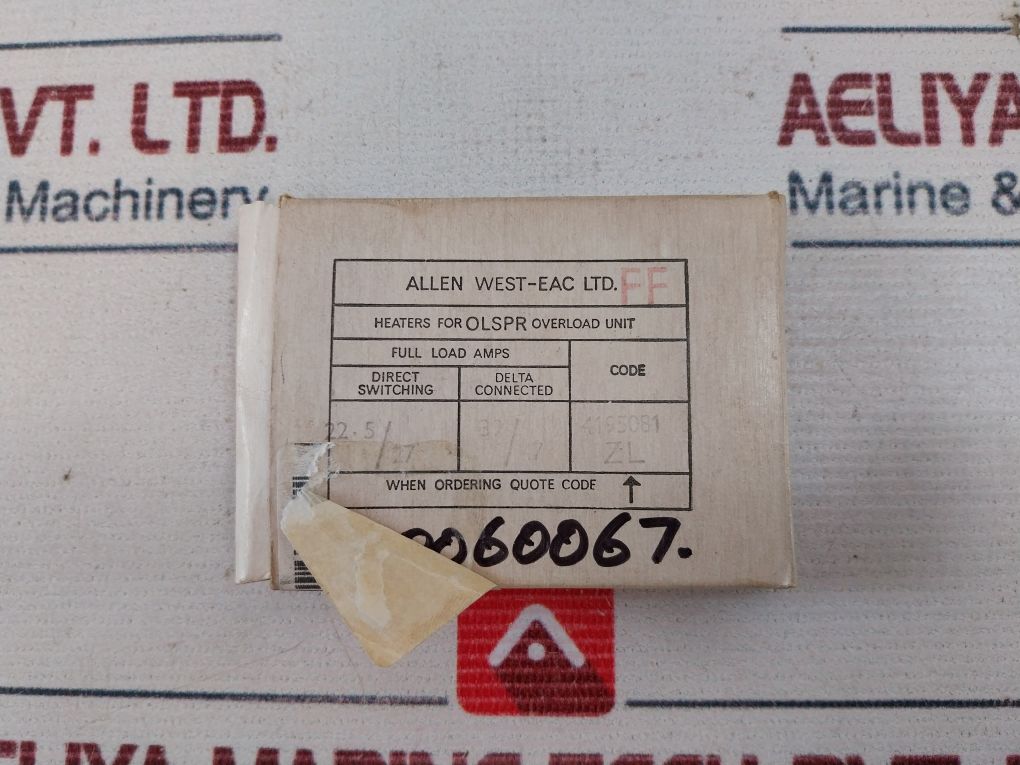 VT. LTD.
Machinery
AELIYA
Marine &
ALLEN WEST-EAC LTD. FF
HEATERS FOR OLSPR OVERLOAD UNIT
FULL LOAD AMPS
DIRECT SWITCHING
DELTA CONNECTED
CODE
22.5/27
4195081
ZL
WHEN ORDERING QUOTE CODE ↑
0060067.